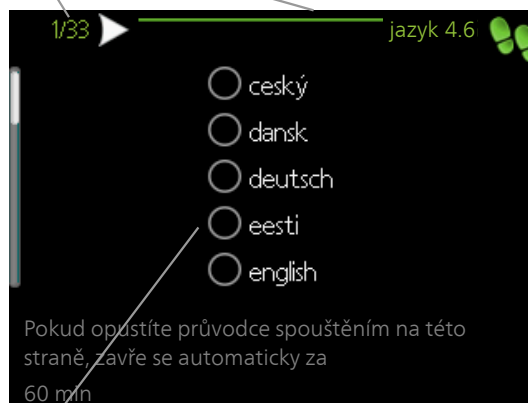 1/33
jazyk 4.6
ceský
dansk
deutsch
eesti
english
Pokud opustíte průvodce spouštěním na této
straně, zavře se automaticky za
60 min